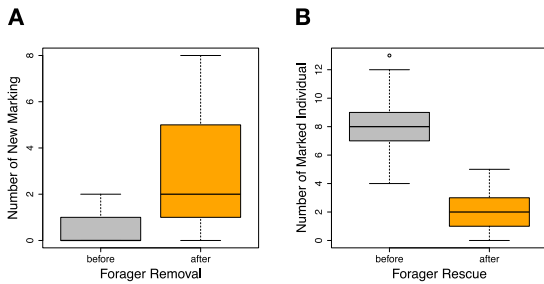 A
Number of New Marking
8
6
4
2
0
before
after
Forager Removal
B
Number of Marked Individual
12
10
8
6
4
2
0
before
after
Forager Rescue